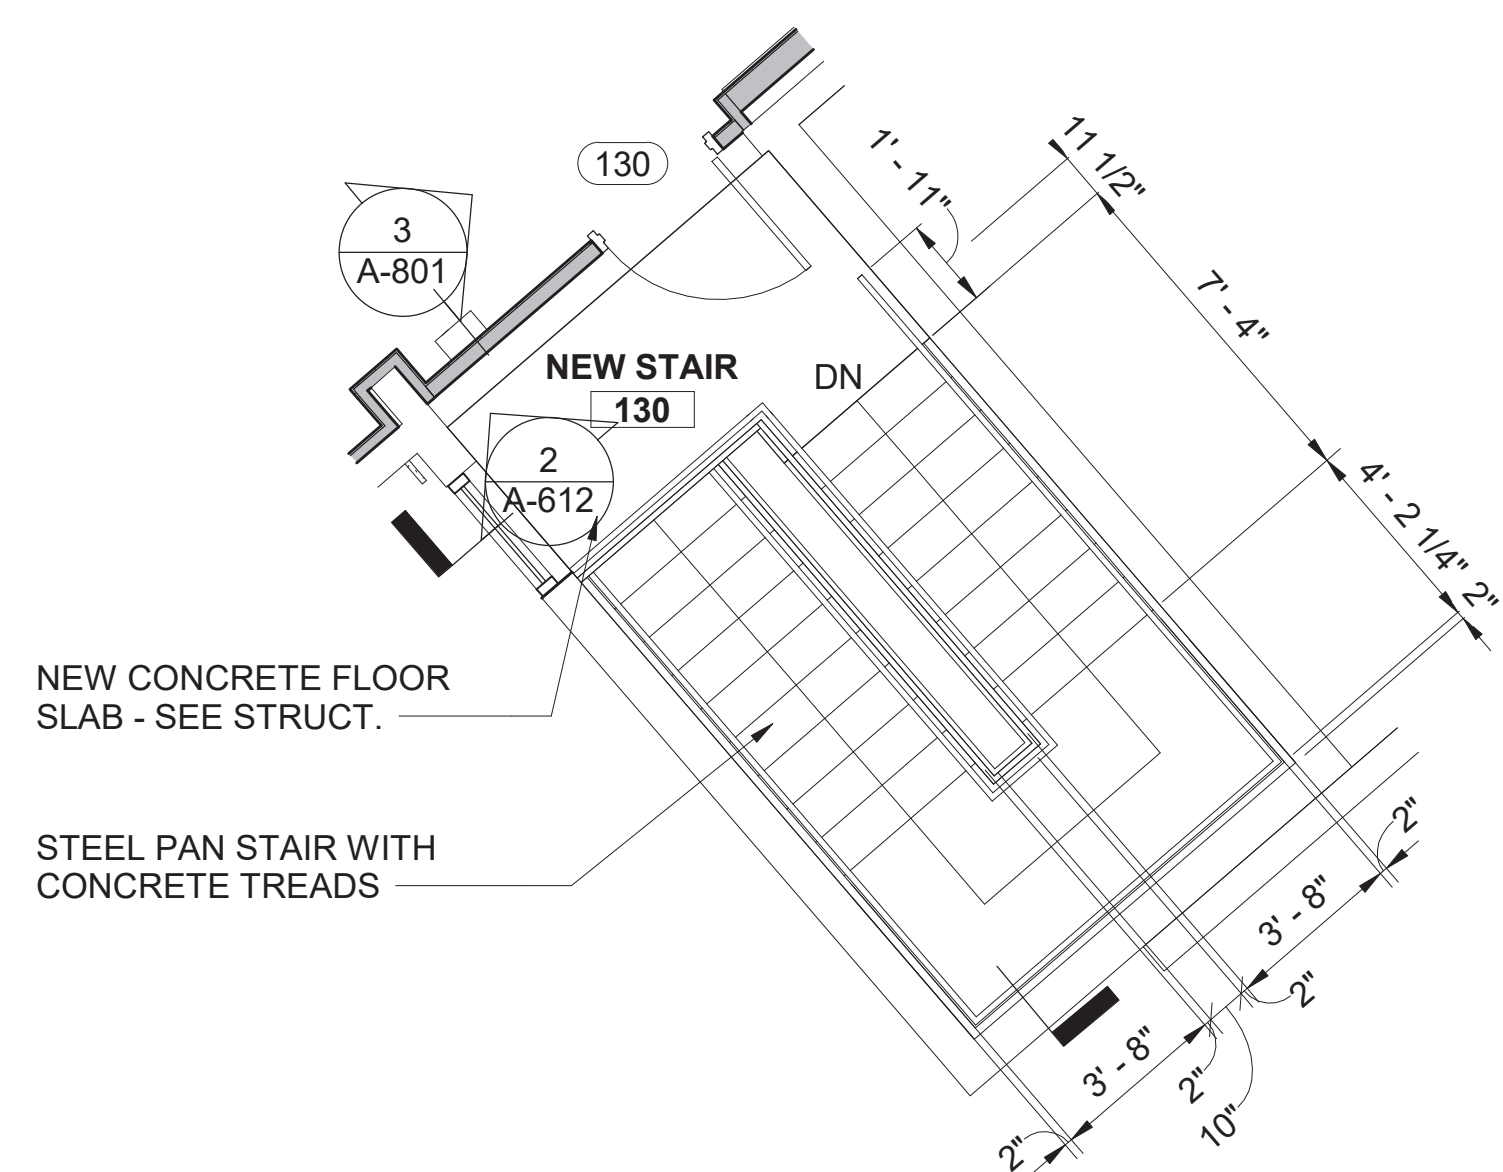 130
3
A-801
1' - 11"
11 1/2"
7' - 4"
NEW STAIR
130
DN
2
A-612
4' - 2 1/4"
2"
NEW CONCRETE FLOOR
SLAB - SEE STRUCT.
STEEL PAN STAIR WITH
CONCRETE TREADS
2"
3' - 8"
2"
3' - 8"
2"
10"
2"